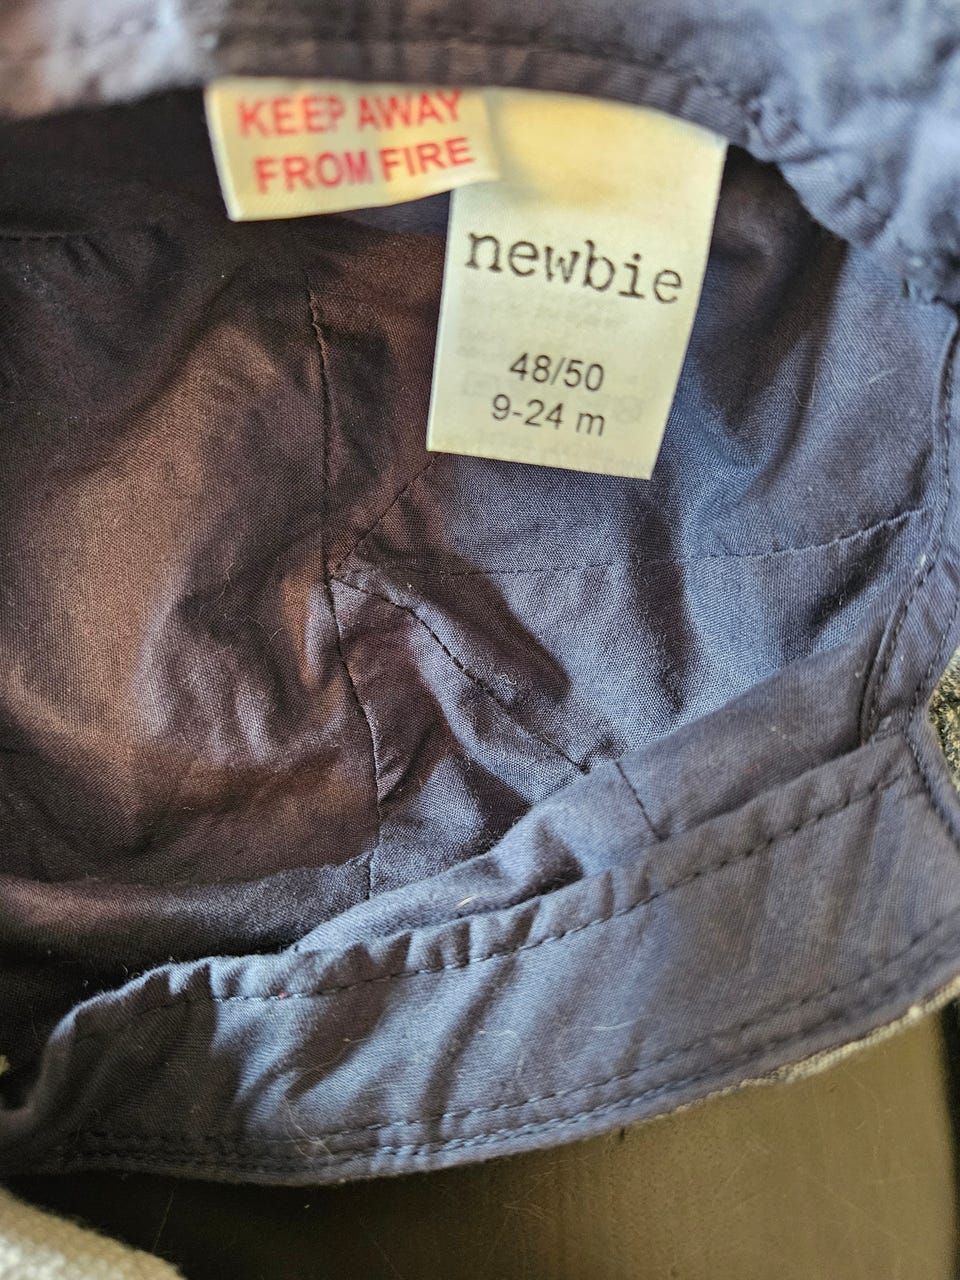 KEEP AWAY
FROM FIRE
newbie
48/50
9-24 m